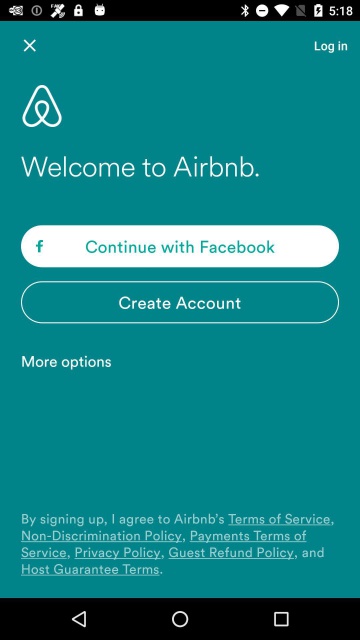 5:18
Log in
Welcome to Airbnb.
f Continue with Facebook
Create Account
More options
By signing up, I agree to Airbnb's Terms of Service,
Non-Discrimination Policy, Payments Terms of
Service, Privacy Policy, Guest Refund Policy, and
Host Guarantee Terms.